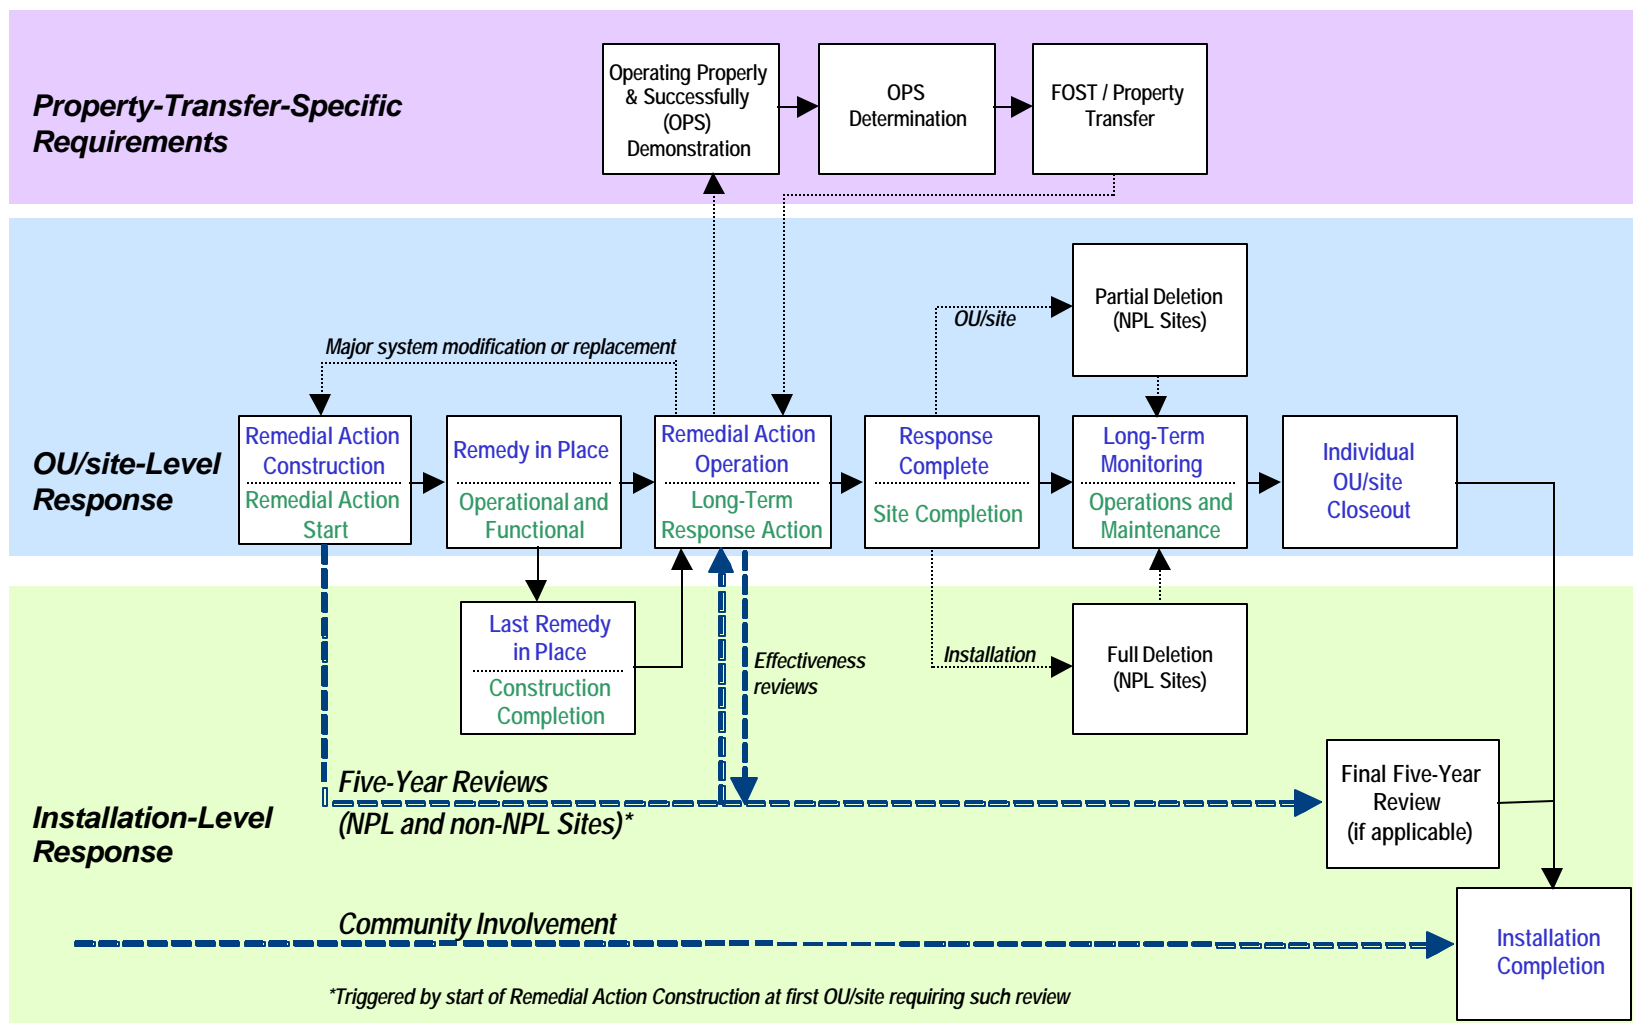 Property-Transfer-Specific
Requirements
Operating Properly
& Successfully
(OPS)
Demonstration
OPS
Determination
FOST / Property
Transfer
OU/site-Level
Response
Major system modification or replacement
OU/site
Partial Deletion
(NPL Sites)
Remedial Action
Construction
Remedial Action
Start
Remedy in Place
Operational and
Functional
Remedial Action
Operation
Long-Term
Response Action
Response
Complete
Site Completion
Long-Term
Monitoring
Operations and
Maintenance
Individual
OU/site
Closeout
Installation-Level
Response
Last Remedy
in Place
Construction
Completion
Effectiveness
reviews
Installation
Full Deletion
(NPL Sites)
Five-Year Reviews
(NPL and non-NPL Sites)*
Final Five-Year
Review
(if applicable)
Community Involvement
Installation
Completion
*Triggered by start of Remedial Action Construction at first OU/site requiring such review